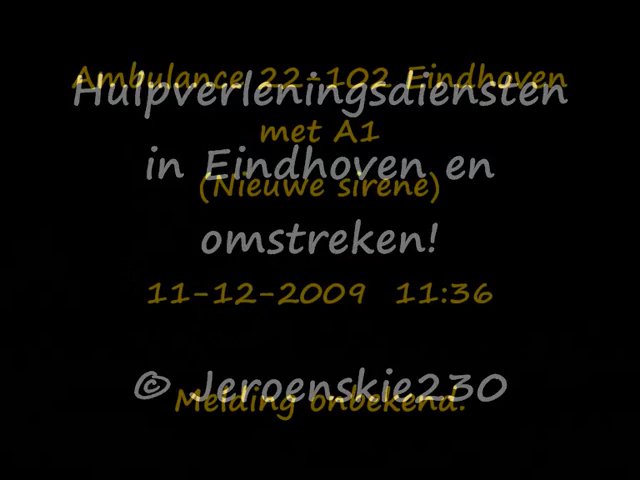 Ambulance 22-102 Eindhoven
Hulpverleningsdiensten
met A1
in Eindhoven en
(Nieuwe sirene)
omstreken!
11-12-2009 11:36
© Jeroenskie230
Melding onbekend.